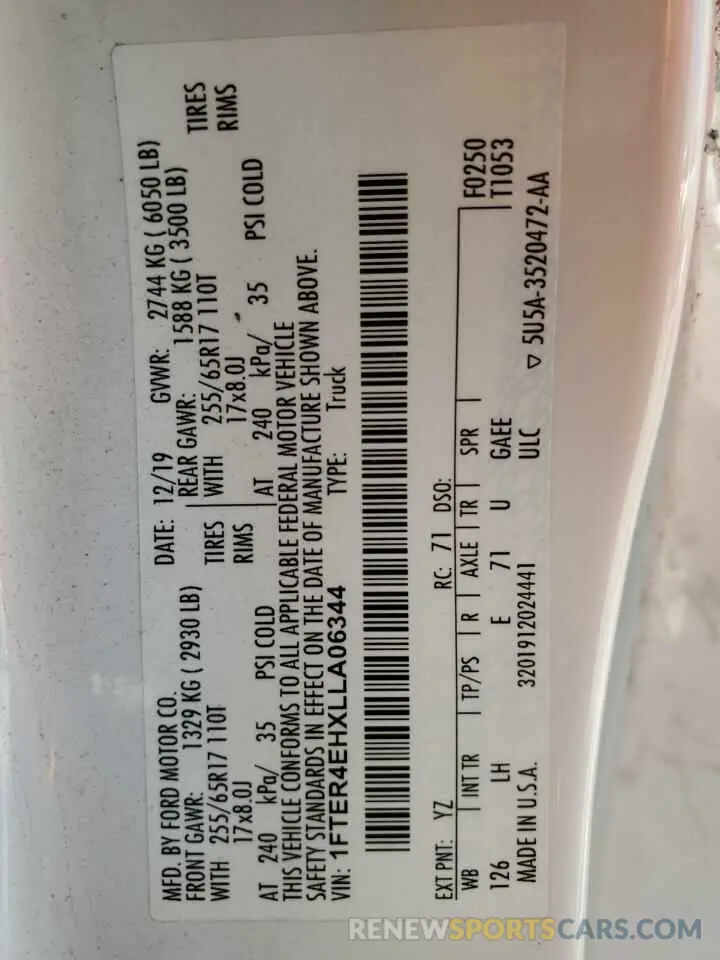 MFD. BY FORD MOTOR CO. DATE: 12/19 GVWR: 2744 KG ( 6050 LB)
FRONT GAWR: 1329 KG ( 2930 LB) REAR GAWR: 1588 KG ( 3500 LB)
WITH 255/65R17 110T TIRES WITH 255/65R17 110T TIRES
17x8.0J RIMS 17x8.0J RIMS
AT 240 kPa/ 35 PSI COLD AT 240 kPa/ 35 PSI COLD
THIS VEHICLE CONFORMS TO ALL APPLICABLE FEDERAL MOTOR VEHICLE
SAFETY STANDARDS IN EFFECT ON THE DATE OF MANUFACTURE SHOWN ABOVE.
VIN: 1FTER4EHXLLA06344 TYPE: Truck
EXT PNT: YZ RC: 71 DSO:
WB INT TR TP/PS R AXLE TR SPR F0250
126 LH E 71 U GAEE T1053
MADE IN U.S.A. 3201912024441 ULC
▽ 5U5A-3520472-AA
RENEWSPORTSCARS.COM